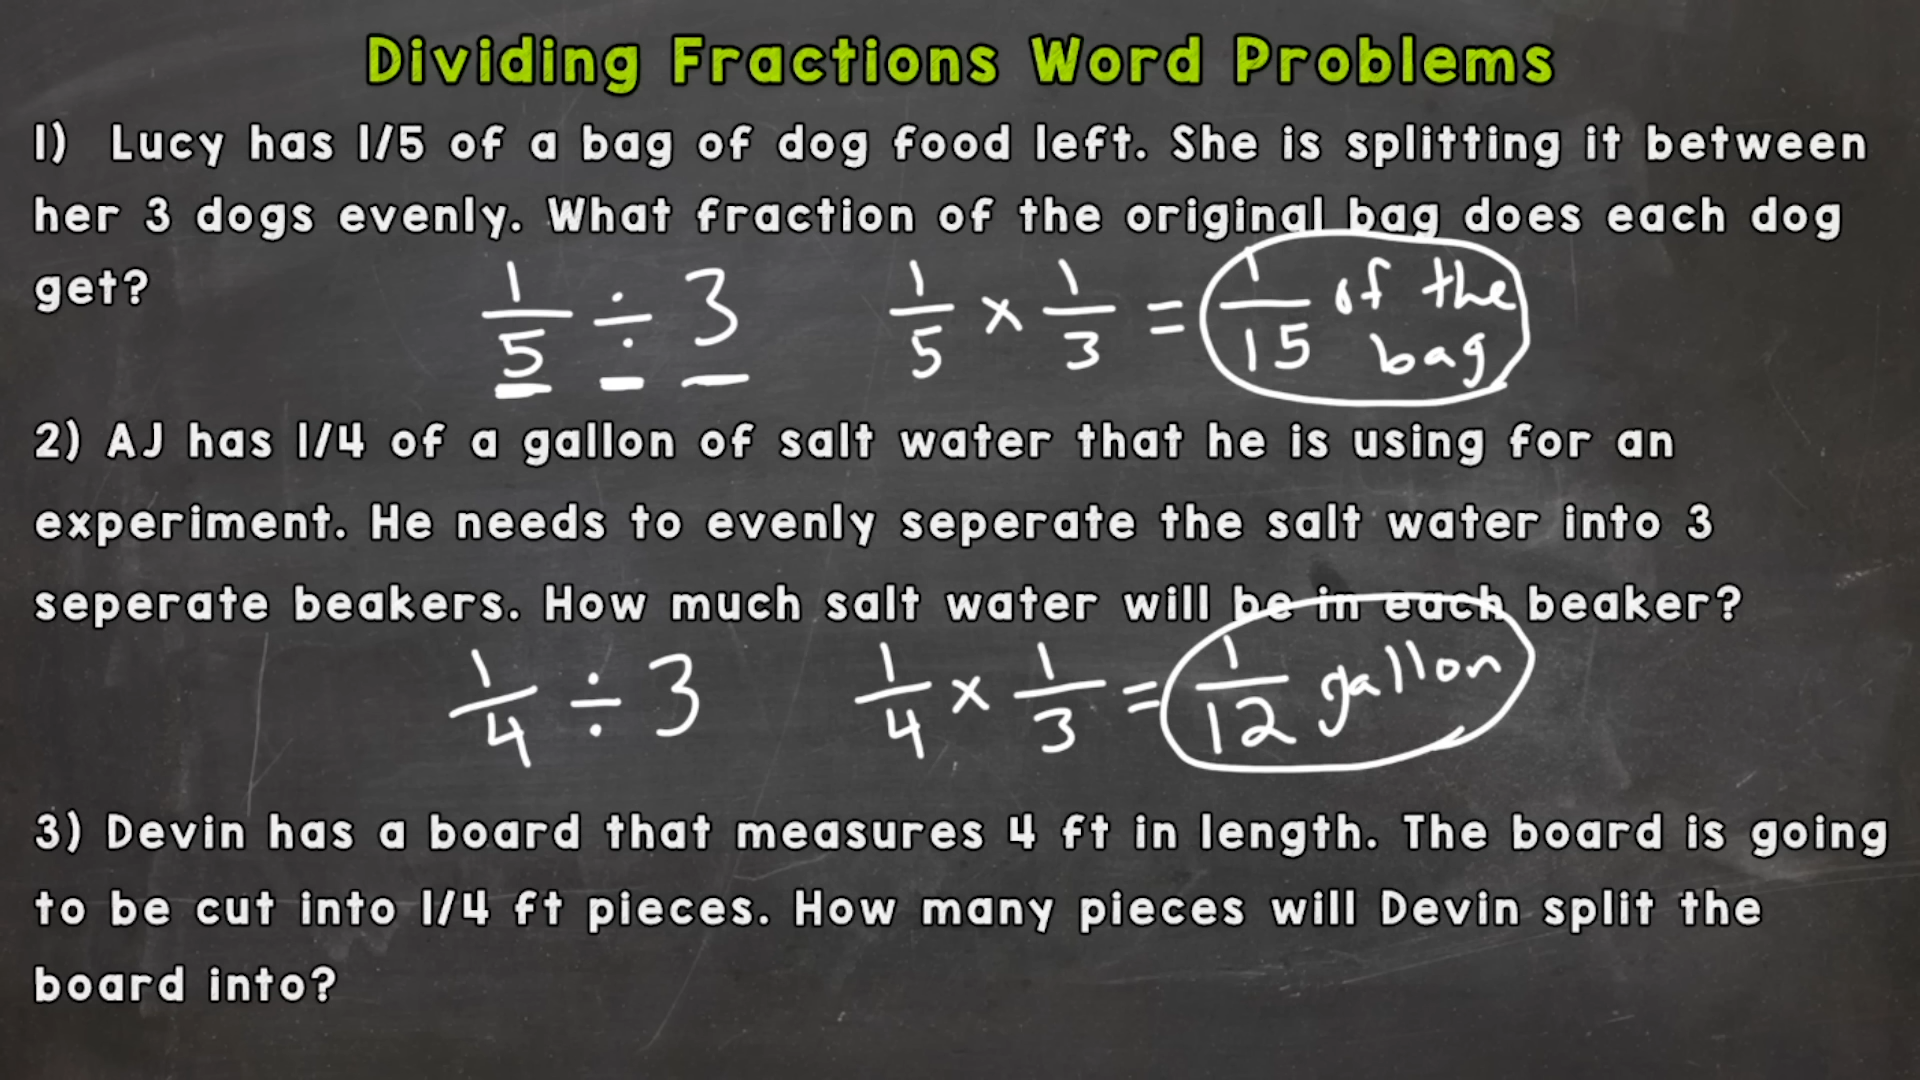 Dividing Fractions Word Problems
1) Lucy has 1/5 of a bag of dog food left. She is splitting it between
her 3 dogs evenly. What fraction of the original bag does each dog
get?
1/5 ÷ 3 1/5 × 1/3 = 1/15 of the bag
2) AJ has 1/4 of a gallon of salt water that he is using for an
experiment. He needs to evenly seperate the salt water into 3
seperate beakers. How much salt water will be in each beaker?
1/4 ÷ 3 1/4 × 1/3 = 1/12 gallon
3) Devin has a board that measures 4 ft in length. The board is going
to be cut into 1/4 ft pieces. How many pieces will Devin split the
board into?